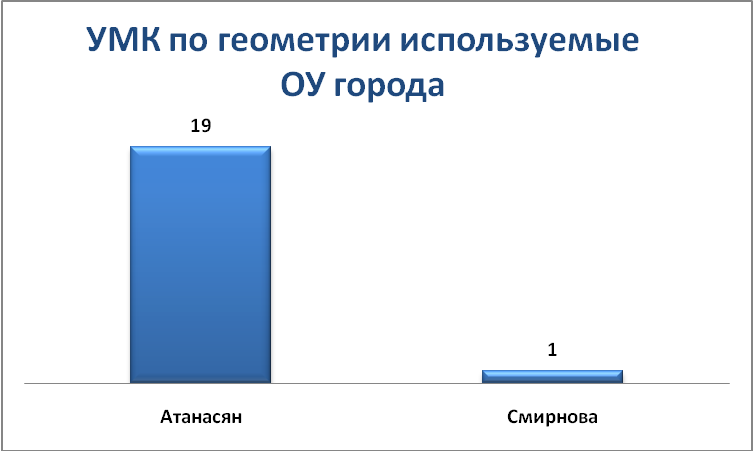 УМК по геометрии используемые
ОУ города
19
1
Атанасян
Смирнова